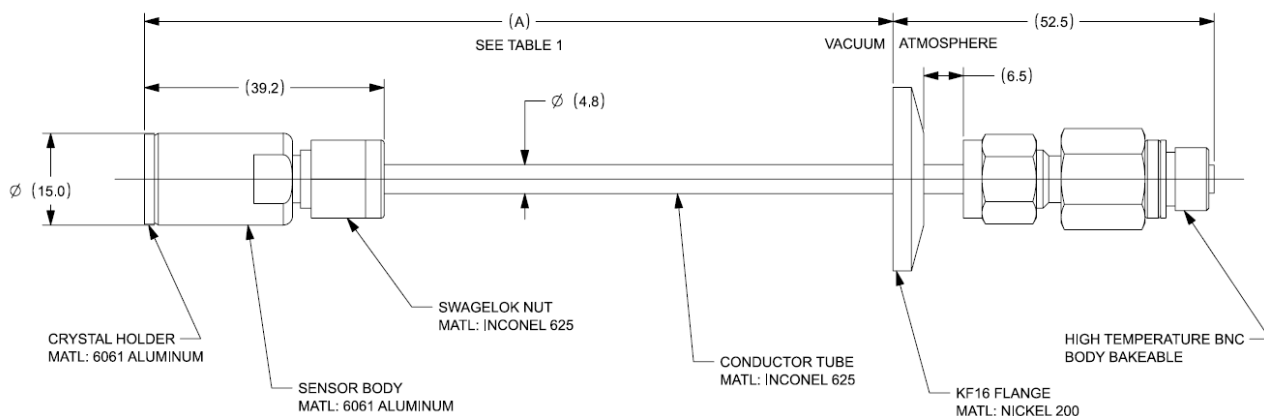 (A)
(52.5)
SEE TABLE 1
VACUUM
ATMOSPHERE
(39.2)
(6.5)
Ø (4.8)
Ø (15.0)
SWAGELOK NUT
MATL: INCONEL 625
CRYSTAL HOLDER
MATL: 6061 ALUMINUM
HIGH TEMPERATURE BNC
BODY BAKEABLE
CONDUCTOR TUBE
MATL: INCONEL 625
SENSOR BODY
MATL: 6061 ALUMINUM
KF16 FLANGE
MATL: NICKEL 200